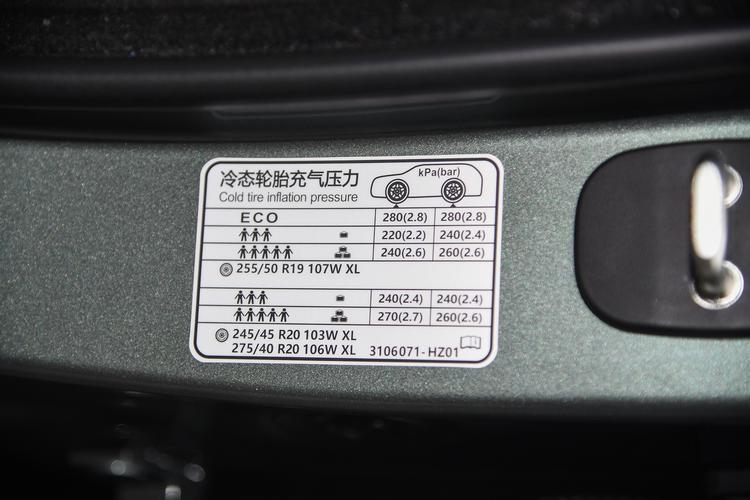 冷态轮胎充气压力
Cold tire inflation pressure
kPa(bar)
ECO 280(2.8) 280(2.8)
220(2.2) 240(2.4)
240(2.6) 260(2.6)
255/50 R19 107W XL
240(2.4) 240(2.4)
270(2.7) 260(2.6)
245/45 R20 103W XL
275/40 R20 106W XL 3106071-HZ01